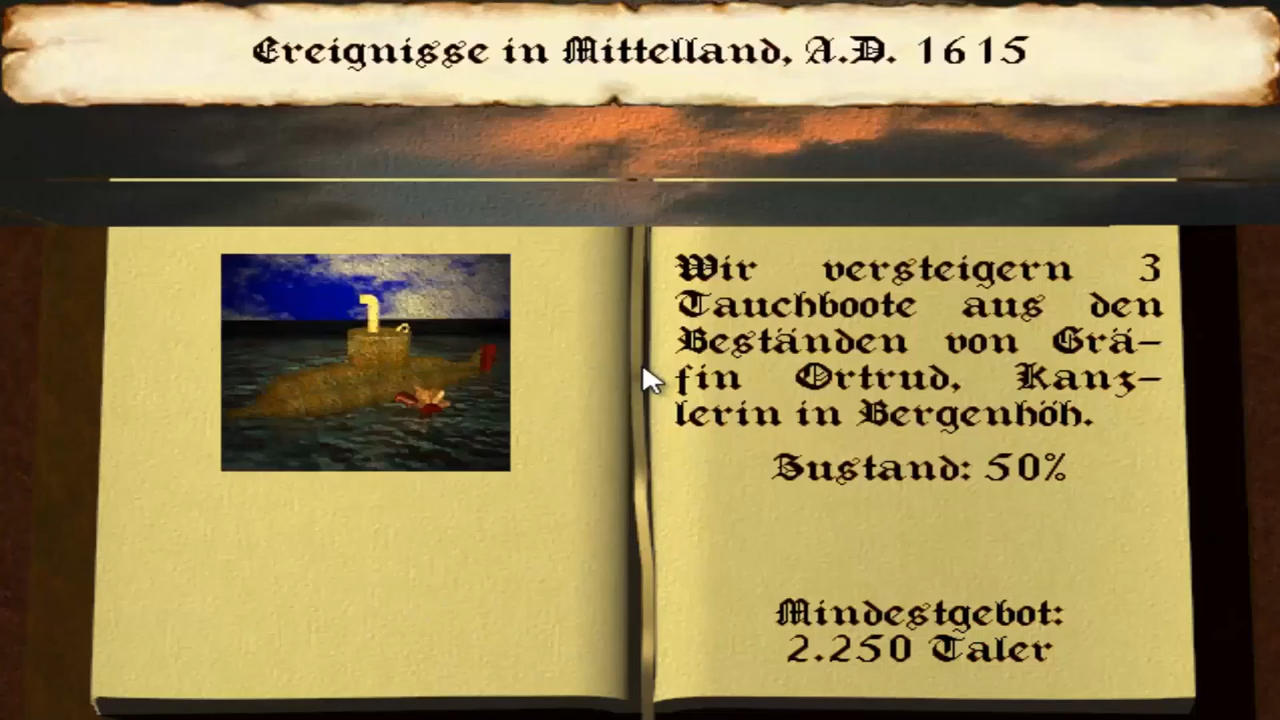 Ereignisse in Mittelland, A.D. 1615
Wir versteigern 3
Tauchboote aus den
Beständen von Grä-
fin Ortrud, Kanz-
lerin in Bergenhöh.
Zustand: 50%
Mindestgebot:
2.250 Taler